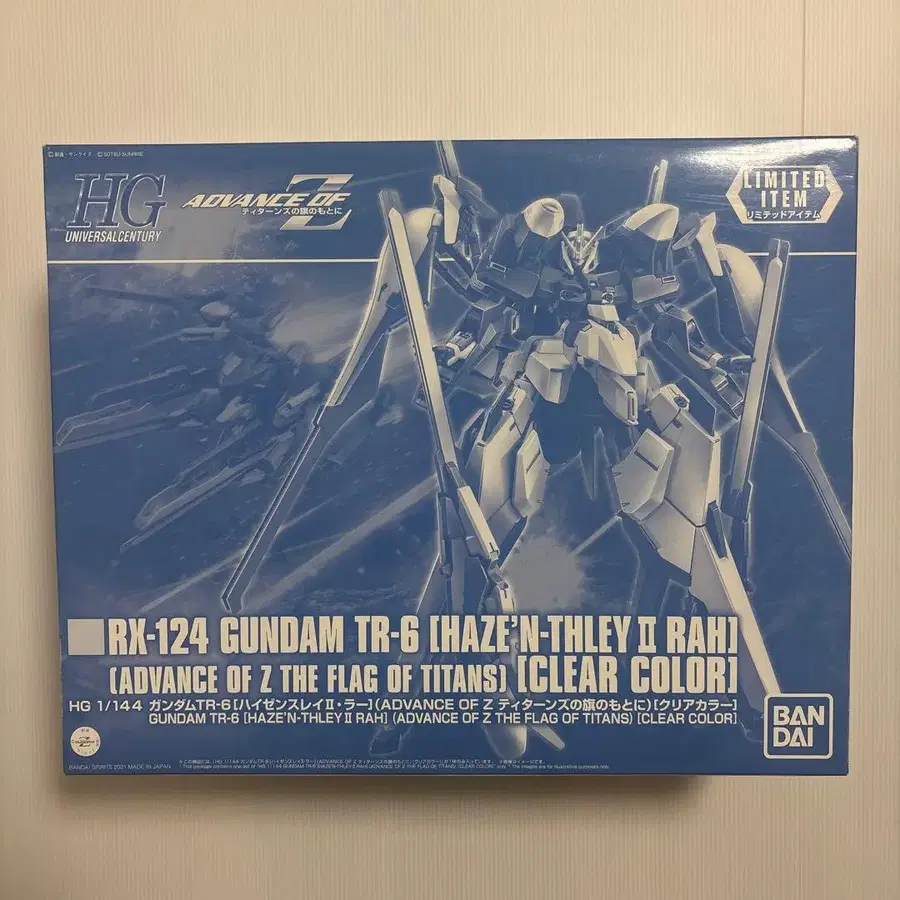 ©創通・サンライズ ©SOTSU・SUNRISE
HG
UNIVERSAL CENTURY
ADVANCE OF Z
ティターンズの旗のもとに
LIMITED
ITEM
リミテッドアイテム
RX-124 GUNDAM TR-6 [HAZE'N-THLEY Ⅱ RAH]
(ADVANCE OF Z THE FLAG OF TITANS) [CLEAR COLOR]
HG 1/144 ガンダムTR-6[ハイゼンスレイⅡ・ラー](ADVANCE OF Z ティターンズの旗のもとに)[クリアカラー]
GUNDAM TR-6 [HAZE'N-THLEY Ⅱ RAH] (ADVANCE OF Z THE FLAG OF TITANS) [CLEAR COLOR]
BAN
DAI
BANDAI SPIRITS 2021 MADE IN JAPAN